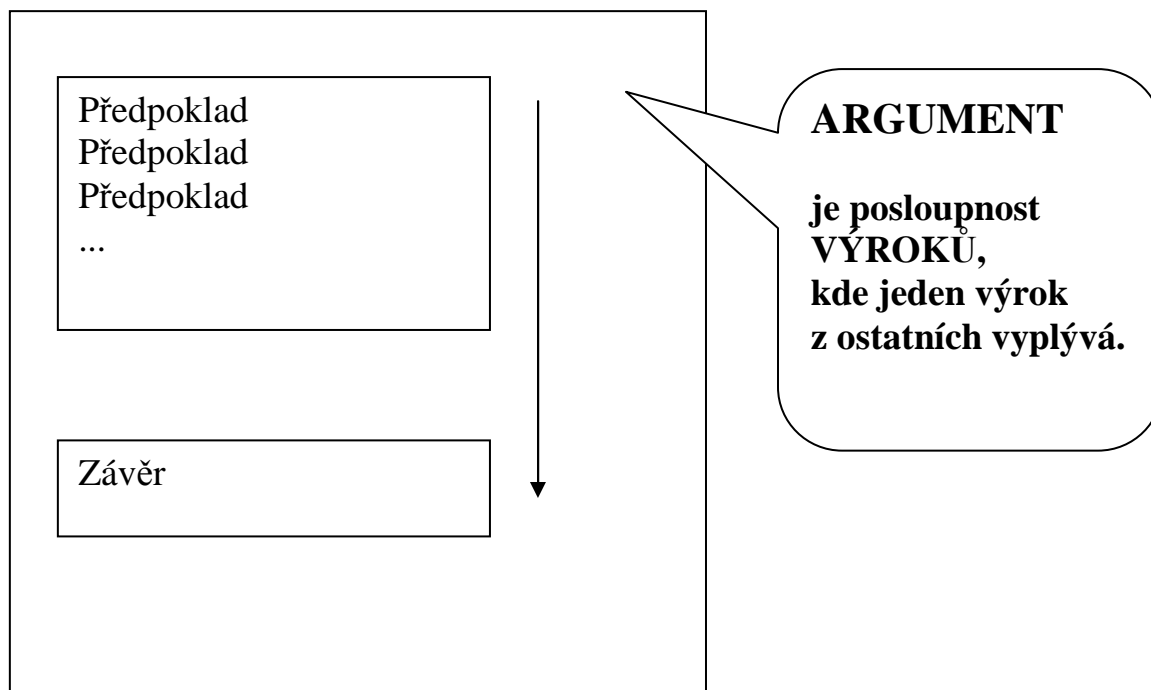 Předpoklad
Předpoklad
Předpoklad
...
Závěr
ARGUMENT
je posloupnost
VÝROKŮ,
kde jeden výrok
z ostatních vyplývá.